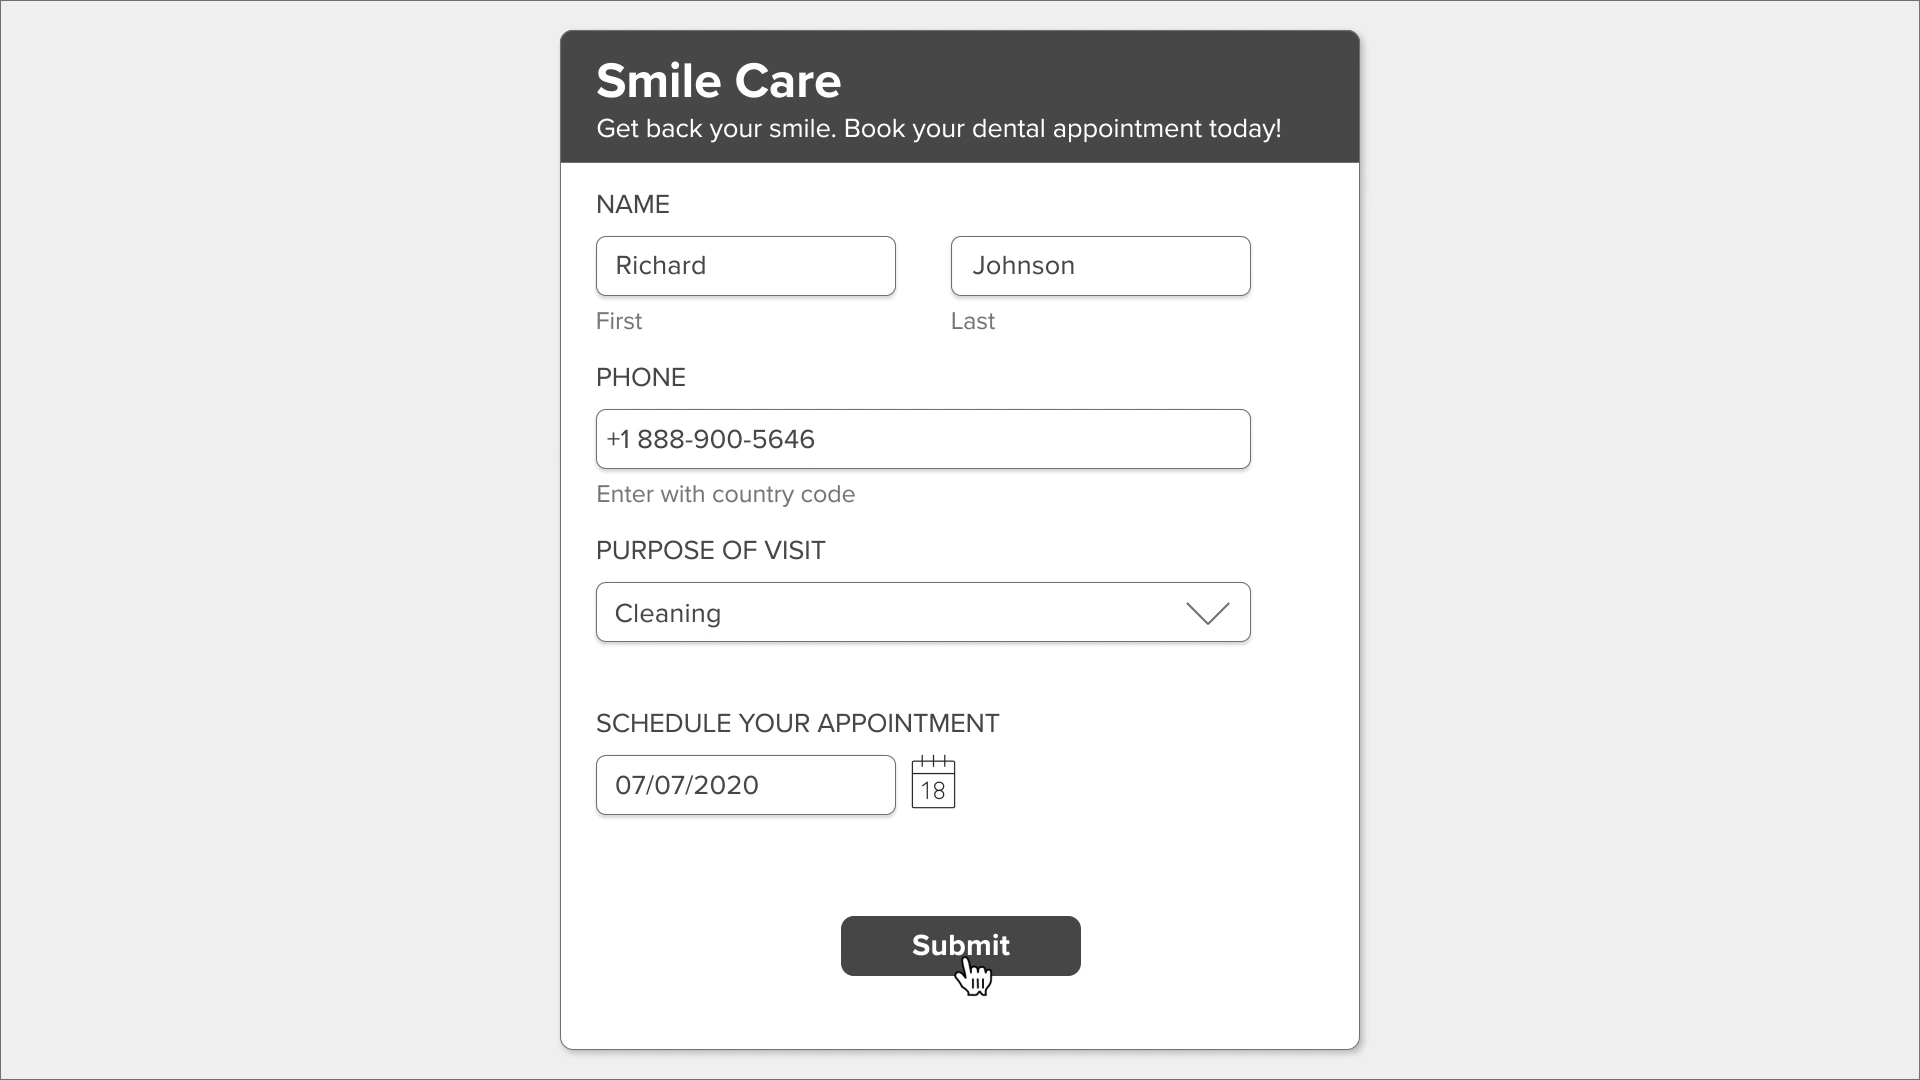 Smile Care
Get back your smile. Book your dental appointment today!
NAME
Richard Johnson
First Last
PHONE
+1 888-900-5646
Enter with country code
PURPOSE OF VISIT
Cleaning
SCHEDULE YOUR APPOINTMENT
07/07/2020 18
Submit